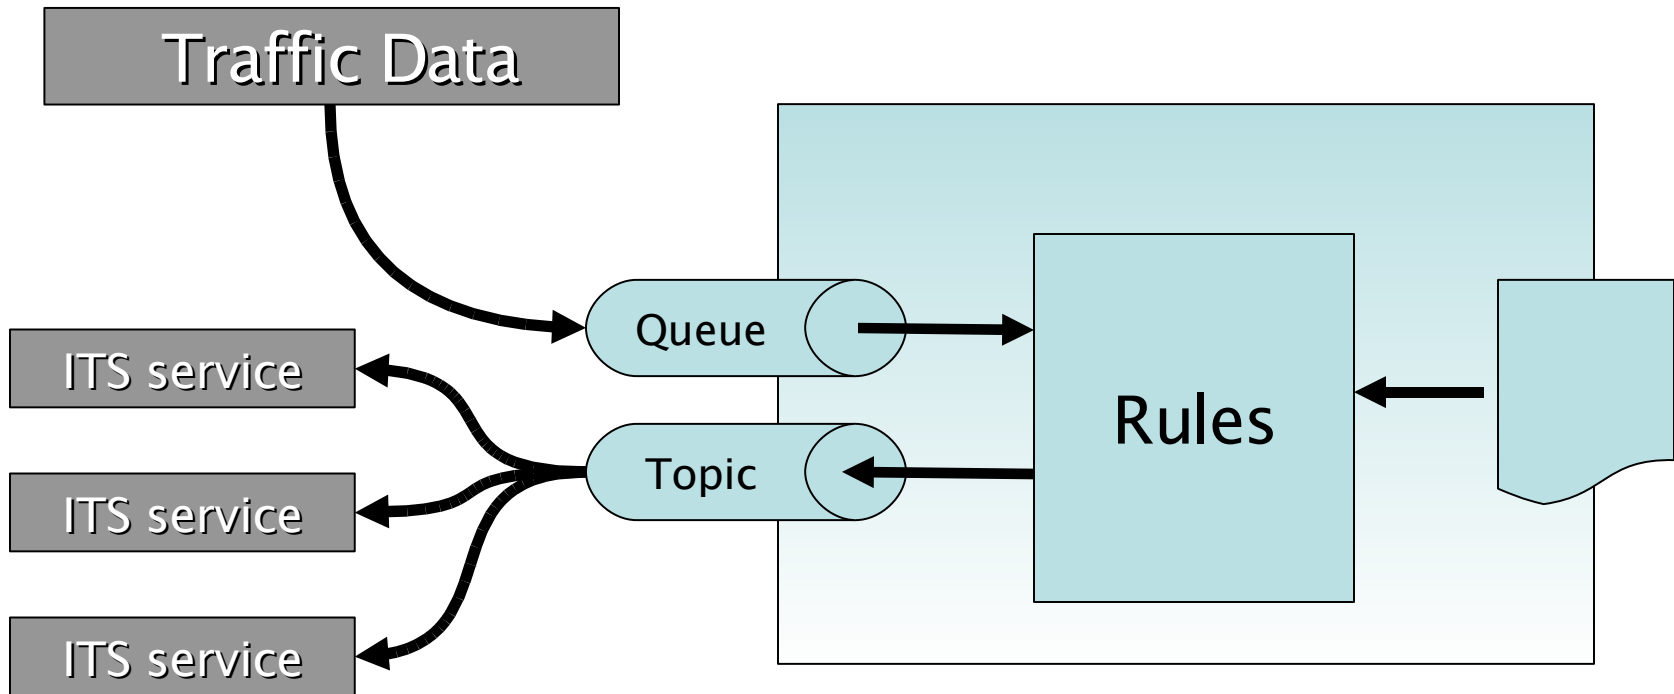 Traffic Data
Queue
ITS service
Rules
Topic
ITS service
ITS service